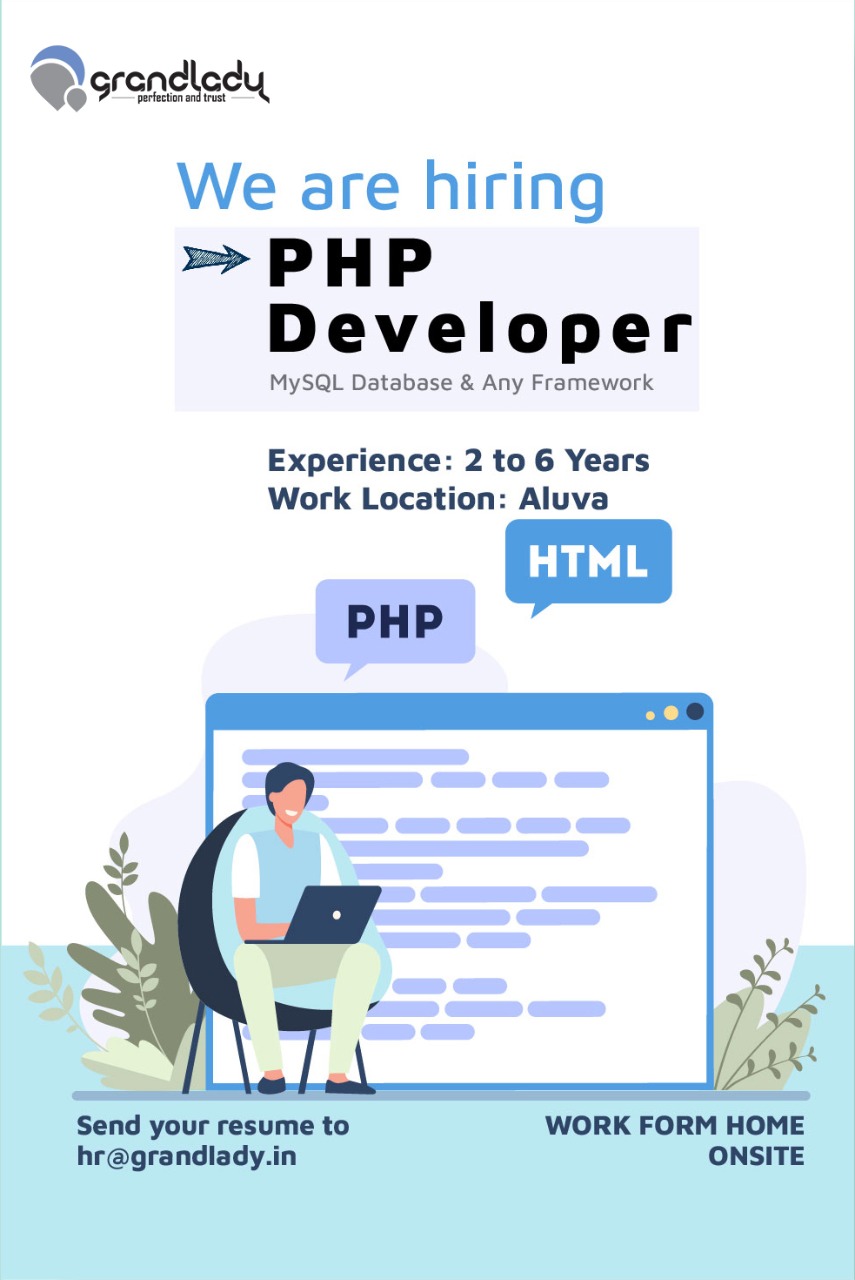 grandlady
perfection and trust
We are hiring
PHP
Developer
MySQL Database & Any Framework
Experience: 2 to 6 Years
Work Location: Aluva
HTML
PHP
Send your resume to
hr@grandlady.in
WORK FORM HOME
ONSITE